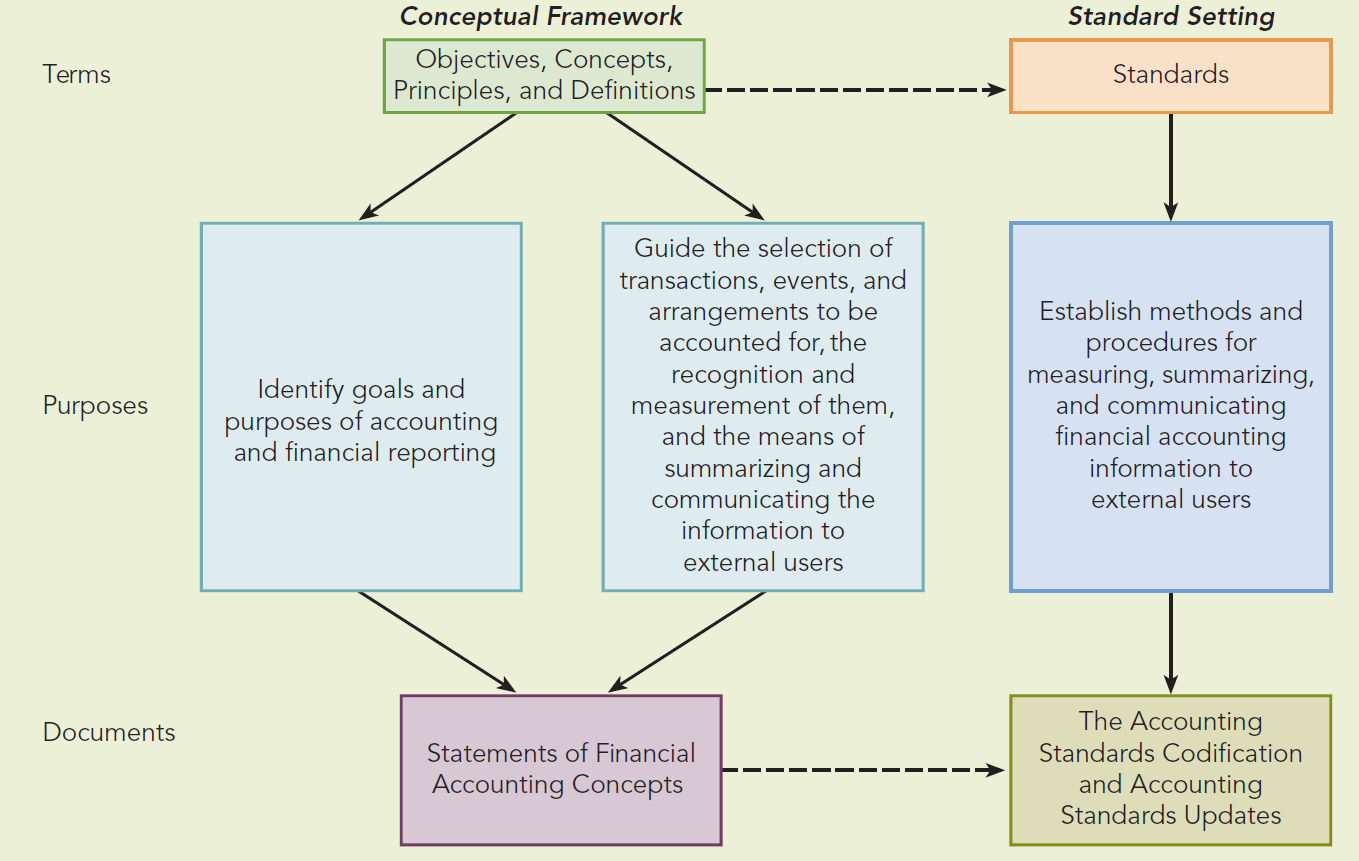 Conceptual Framework
Standard Setting
Terms
Objectives, Concepts,
Principles, and Definitions
Standards
Purposes
Identify goals and
purposes of accounting
and financial reporting
Guide the selection of
transactions, events, and
arrangements to be
accounted for, the
recognition and
measurement of them,
and the means of
summarizing and
communicating the
information to
external users
Establish methods and
procedures for
measuring, summarizing,
and communicating
financial accounting
information to
external users
Documents
Statements of Financial
Accounting Concepts
The Accounting
Standards Codification
and Accounting
Standards Updates